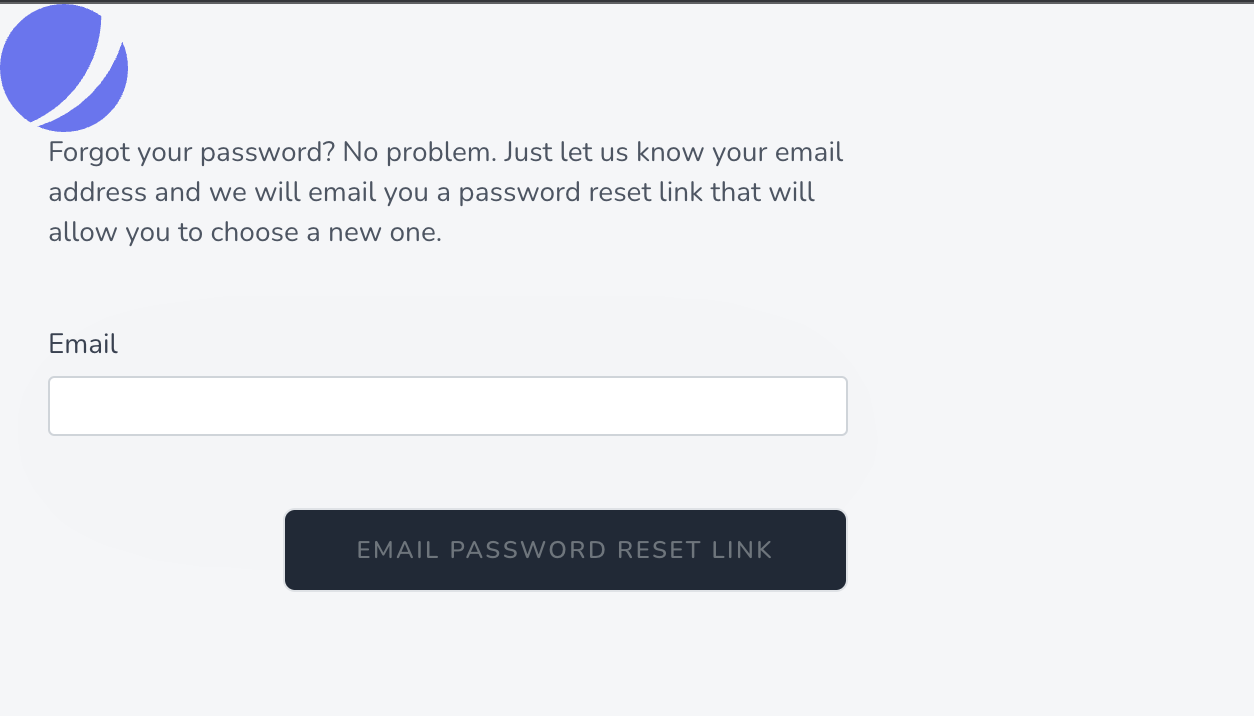 Forgot your password? No problem. Just let us know your email
address and we will email you a password reset link that will
allow you to choose a new one.
Email
EMAIL PASSWORD RESET LINK